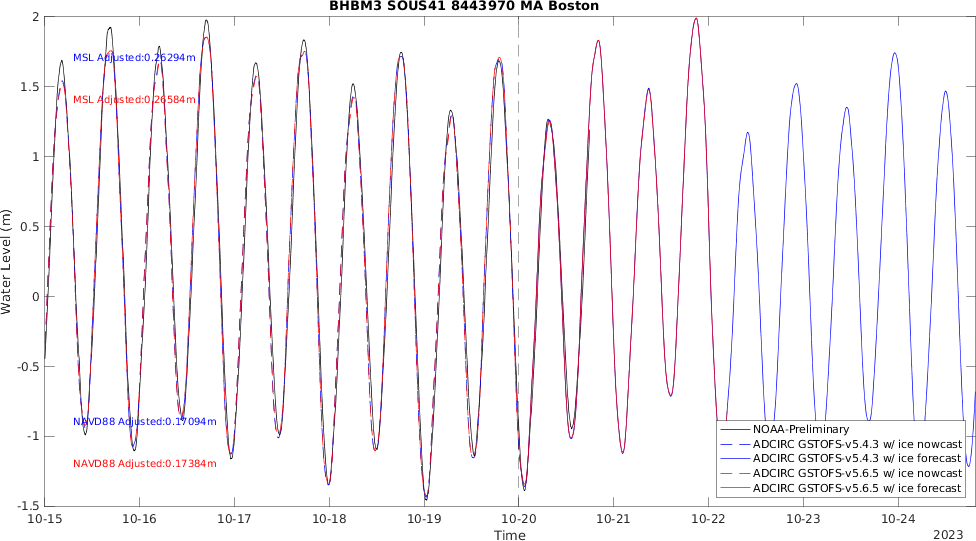 BHBM3 SOUS41 8443970 MA Boston
2
MSL Adjusted:0.26294m
1.5
MSL Adjusted:0.26584m
1
0.5
0
-0.5
NAVD88 Adjusted:0.17094m
-1
NAVD88 Adjusted:0.17384m
-1.5
Water Level (m)
NOAA-Preliminary
ADCIRC GSTOFS-v5.4.3 w/ ice nowcast
ADCIRC GSTOFS-v5.4.3 w/ ice forecast
ADCIRC GSTOFS-v5.6.5 w/ ice nowcast
ADCIRC GSTOFS-v5.6.5 w/ ice forecast
10-15 10-16 10-17 10-18 10-19 10-20 10-21 10-22 10-23 10-24
Time
2023